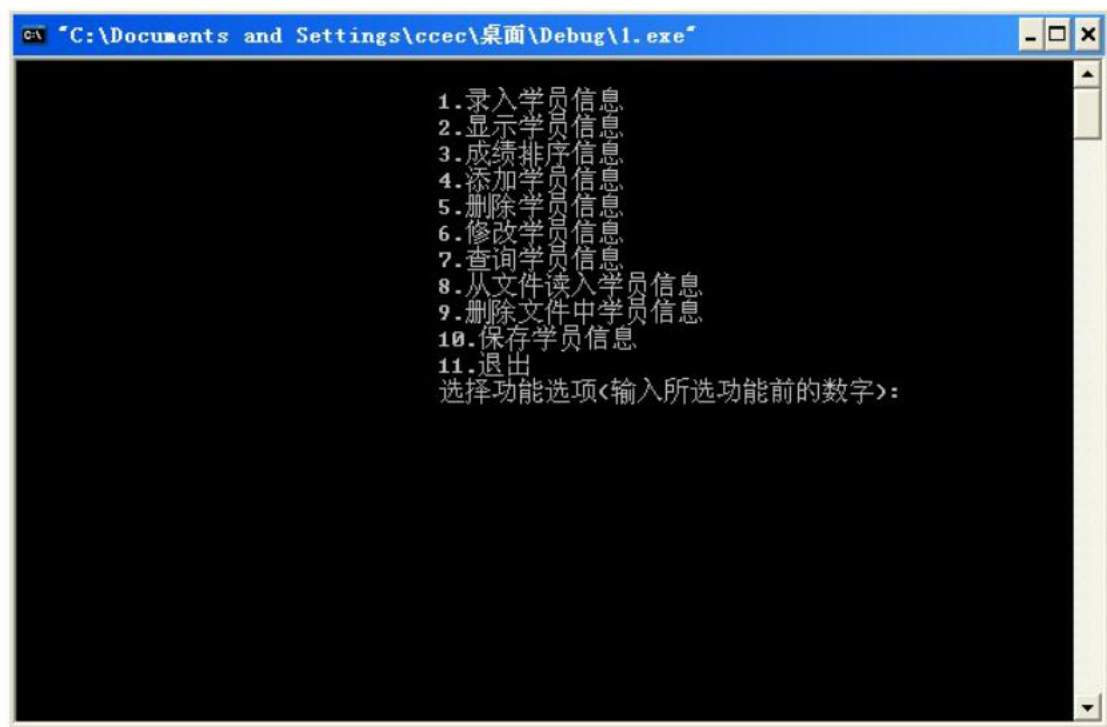 "C:\Documents and Settings\ccec\桌面\Debug\1.exe"
1.录入学员信息
2.显示学员信息
3.成绩排序信息
4.添加学员信息
5.删除学员信息
6.修改学员信息
7.查询学员信息
8.从文件读入学员信息
9.删除文件中学员信息
10.保存学员信息
11.退出
选择功能选项(输入所选功能前的数字):